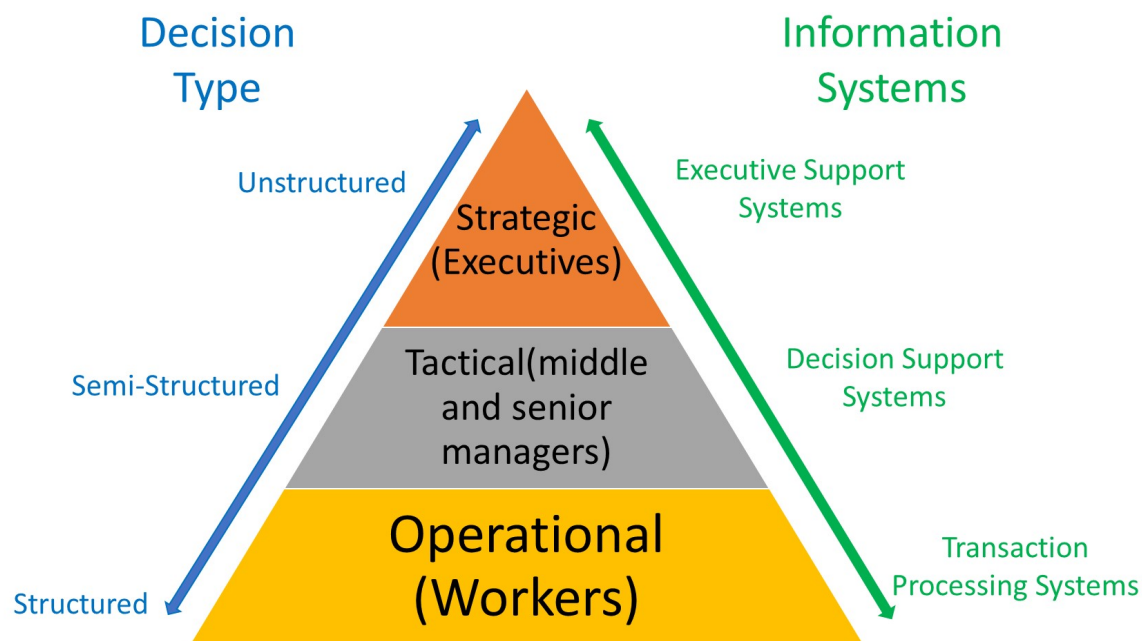 Decision
Type
Information
Systems
Unstructured
Executive Support
Systems
Strategic
(Executives)
Semi-Structured
Tactical(middle
and senior
managers)
Decision Support
Systems
Operational
(Workers)
Structured
Transaction
Processing Systems